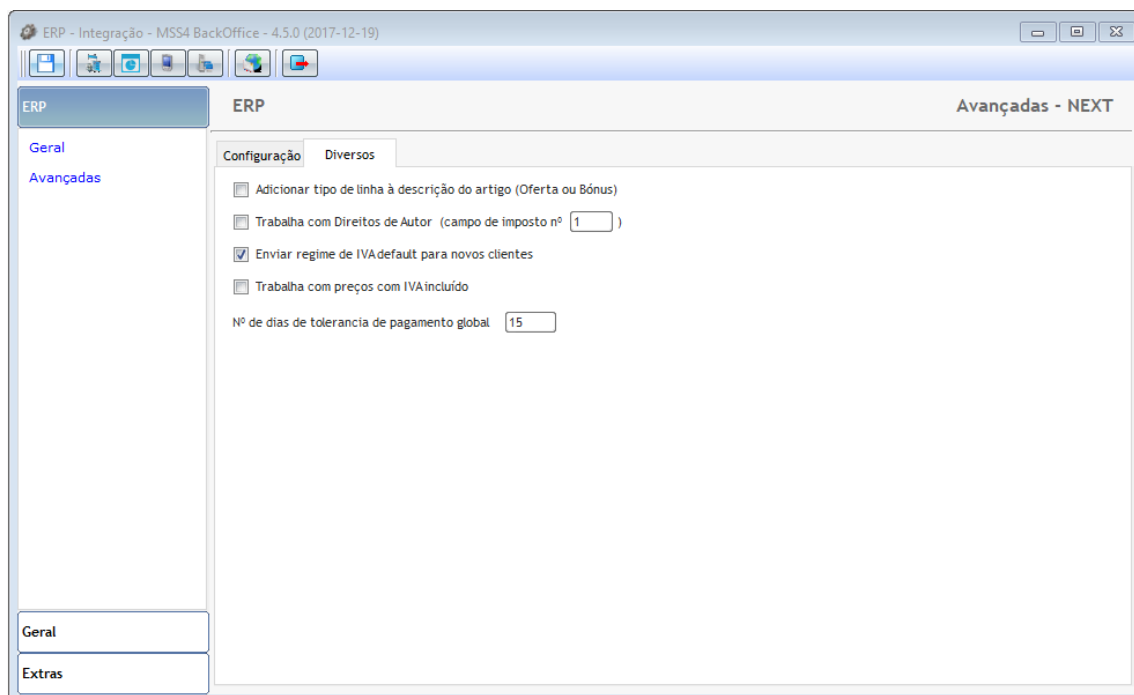 ERP - Integração - MSS4 BackOffice - 4.5.0 (2017-12-19)
ERP
ERP
Avançadas - NEXT
Geral
Avançadas
Configuração
Diversos
Adicionar tipo de linha à descrição do artigo (Oferta ou Bónus)
Trabalha com Direitos de Autor (campo de imposto nº 1 )
Enviar regime de IVA default para novos clientes
Trabalha com preços com IVA incluído
Nº de dias de tolerancia de pagamento global 15
Geral
Extras